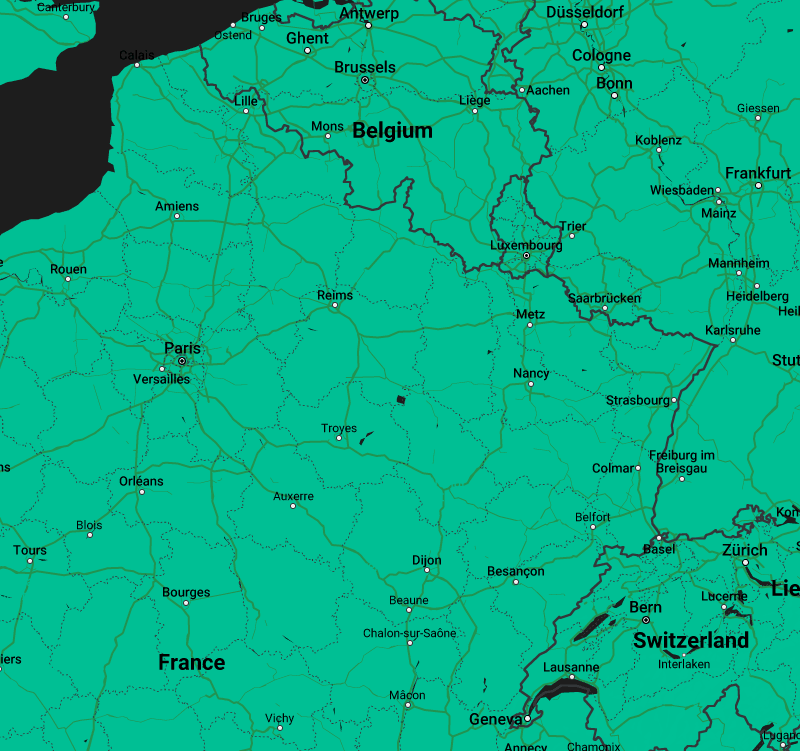 Canterbury
Bruges
Antwerp
Düsseldorf
Ostend
Ghent
Calais
Cologne
Brussels
Bonn
Aachen
Lille
Liège
Giessen
Mons
Belgium
Koblenz
Frankfurt
Wiesbaden
Mainz
Amiens
Trier
Luxembourg
Rouen
Mannheim
Heidelberg
Reims
Saarbrücken
Heil
Metz
Karlsruhe
Paris
Stut
Versailles
Nancy
Strasbourg
Troyes
Freiburg im
Breisgau
Colmar
ns
Orléans
Auxerre
Kon
Blois
Belfort
Tours
Basel
Zürich
Dijon
Besançon
Lie
Bourges
Beaune
Lucerne
Bern
Chalon-sur-Saône
Switzerland
iers
France
Interlaken
Lausanne
Mâcon
Vichy
Geneva
Lugano
Annecy
Chamonix